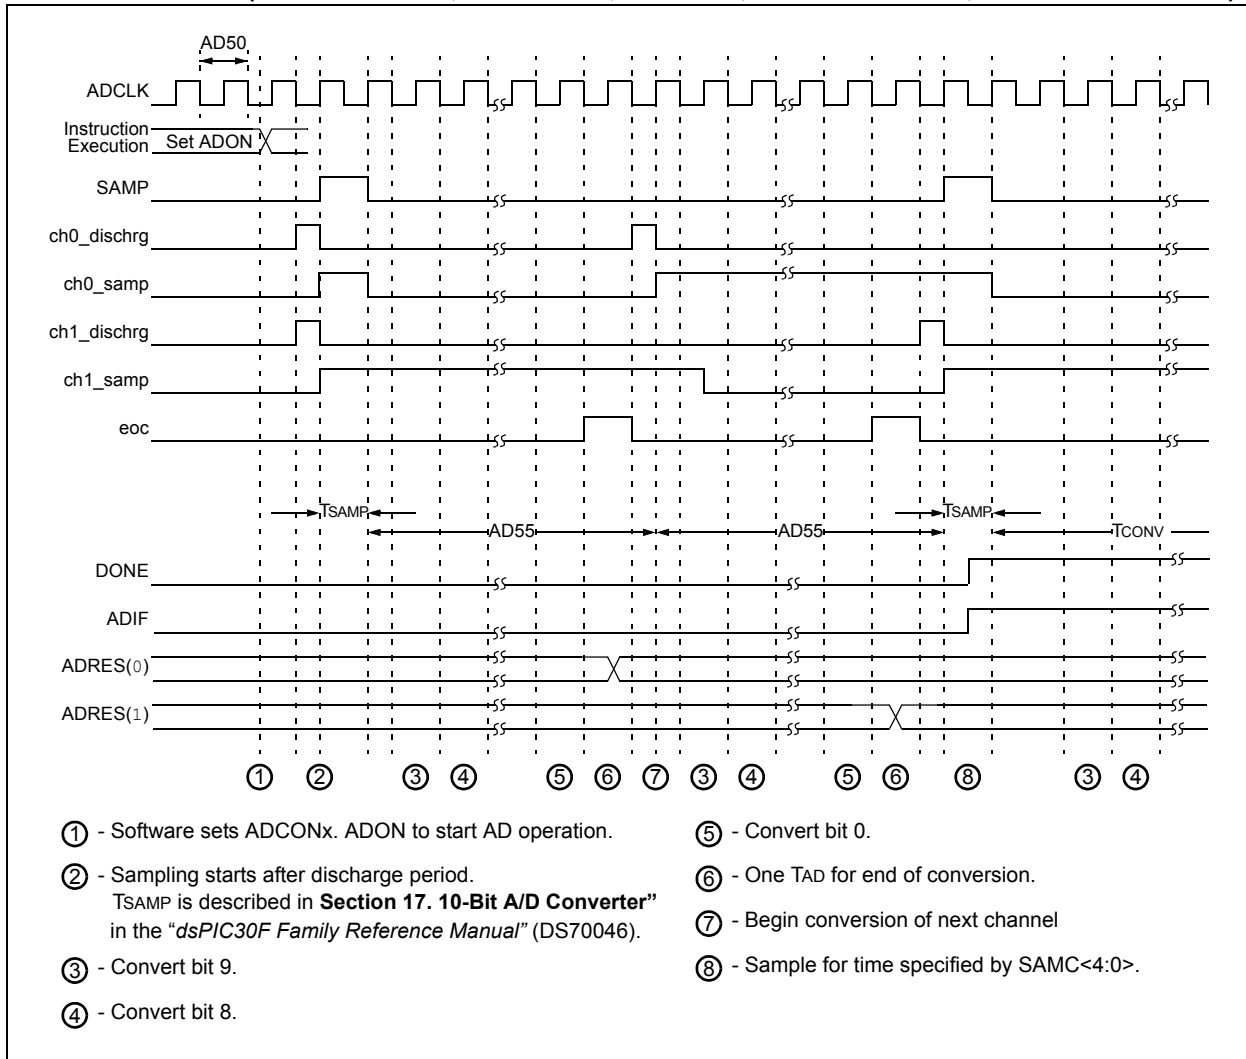 AD50
ADCLK
Instruction
Execution
Set ADON
SAMP
ch0_dischrg
ch0_samp
ch1_dischrg
ch1_samp
eoc
TSAMP
TSAMP
AD55
AD55
TCONV
DONE
ADIF
ADRES(0)
ADRES(1)
1 2 3 4 5 6 7 3 4 5 6 8 3 4
1 - Software sets ADCONx. ADON to start AD operation.
2 - Sampling starts after discharge period.
TSAMP is described in Section 17. 10-Bit A/D Converter”
in the “dsPIC30F Family Reference Manual” (DS70046).
3 - Convert bit 9.
4 - Convert bit 8.
5 - Convert bit 0.
6 - One TAD for end of conversion.
7 - Begin conversion of next channel
8 - Sample for time specified by SAMC<4:0>.